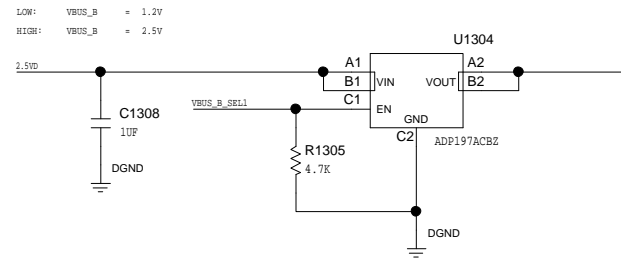 LOW: VBUS_B = 1.2V
HIGH: VBUS_B = 2.5V
U1304
2.5VD
A1
A2
B1
VIN
VOUT
B2
VBUS_B_SEL1
C1
EN
GND
C2
ADP197ACBZ
C1308
1UF
R1305
4.7K
DGND
DGND